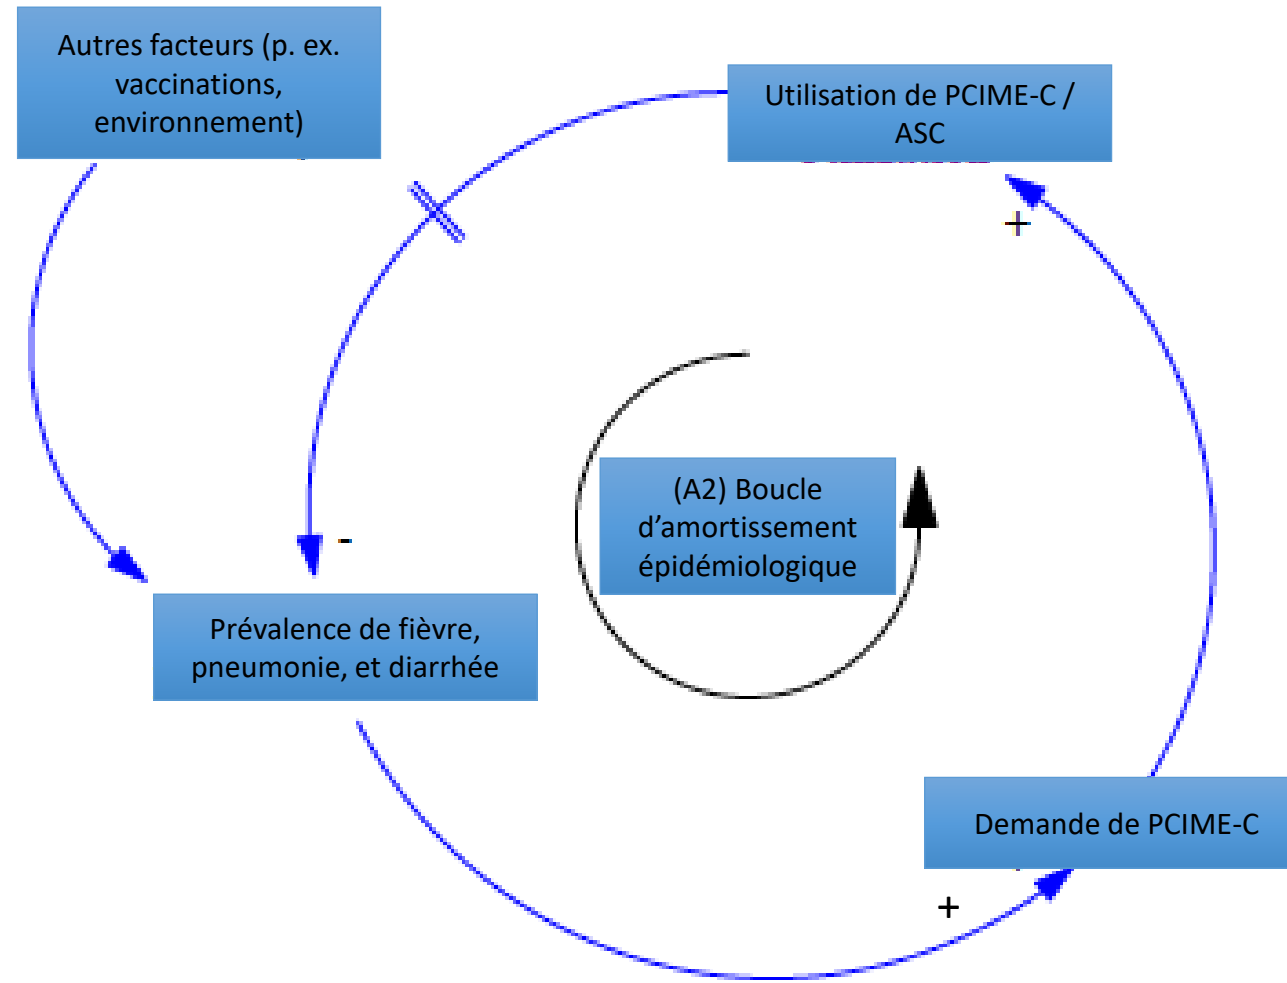 Autres facteurs (p. ex.
vaccinations,
environnement)
Utilisation de PCIME-C /
ASC
+
(A2) Boucle
d’amortissement
épidémiologique
-
Prévalence de fièvre,
pneumonie, et diarrhée
Demande de PCIME-C
+